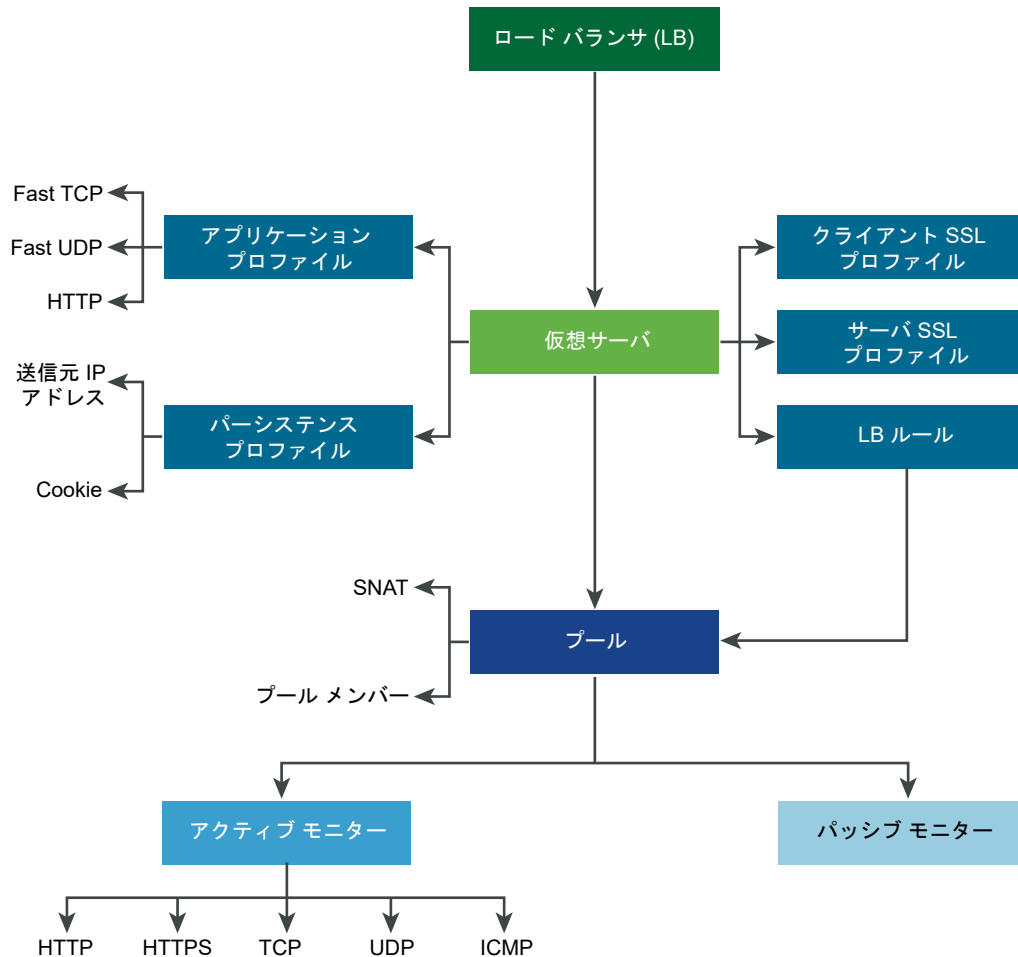 ロード バランサ (LB)
Fast TCP
Fast UDP
HTTP
アプリケーション
プロファイル
クライアント SSL
プロファイル
仮想サーバ
サーバ SSL
プロファイル
送信元 IP
アドレス
Cookie
パーシステンス
プロファイル
LB ルール
SNAT
プール メンバー
プール
アクティブ モニター
パッシブ モニター
HTTP
HTTPS
TCP
UDP
ICMP